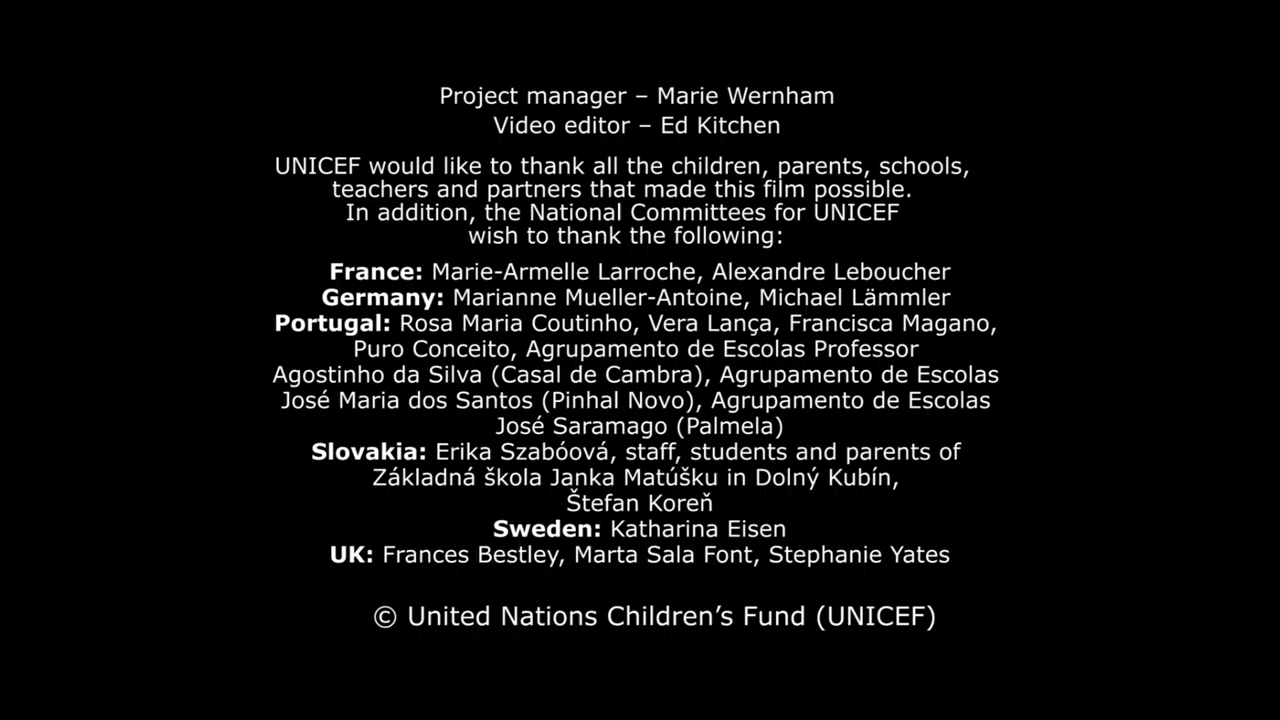 Project manager – Marie Wernham
Video editor – Ed Kitchen
UNICEF would like to thank all the children, parents, schools,
teachers and partners that made this film possible.
In addition, the National Committees for UNICEF
wish to thank the following:
France: Marie-Armelle Larroche, Alexandre Leboucher
Germany: Marianne Mueller-Antoine, Michael Lämmler
Portugal: Rosa Maria Coutinho, Vera Lança, Francisca Magano,
Puro Conceito, Agrupamento de Escolas Professor
Agostinho da Silva (Casal de Cambra), Agrupamento de Escolas
José Maria dos Santos (Pinhal Novo), Agrupamento de Escolas
José Saramago (Palmela)
Slovakia: Erika Szabóová, staff, students and parents of
Základná škola Janka Matúšku in Dolný Kubín,
Štefan Koreň
Sweden: Katharina Eisen
UK: Frances Bestley, Marta Sala Font, Stephanie Yates
© United Nations Children’s Fund (UNICEF)